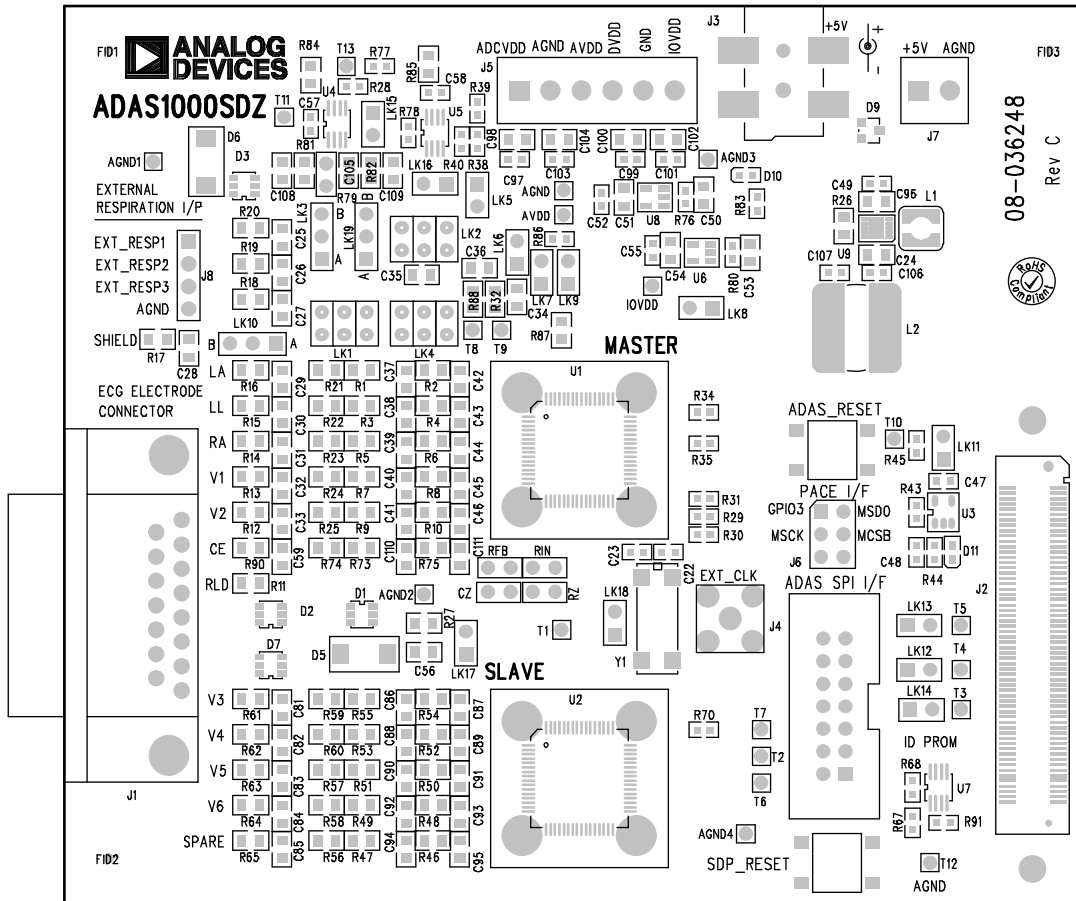 FID1
ANALOG
DEVICES
ADAS1000SDZ
R84
T13
R77
R85
C58
R28
R39
ADCVDD
AGND
AVDD
DVDD
GND
IOVDD
J5
J3
+5V
+
-
+5V
AGND
FID3
J7
D9
08-036248
Rev C
T11
C57
U4
LK15
R78
U5
C98
C104
C100
C102
D6
D3
AGND1
R81
C108
C105
R82
R79
C109
LK16
R40
R38
LK5
C97
C103
C99
C101
AGND3
D10
R83
AGND
AVDD
C52
C51
U8
R76
C50
C49
R26
C96
L1
EXTERNAL
RESPIRATION I/P
R20
C25
LK3
B
A
LK19
B
A
LK2
LK6
R86
C36
C35
C55
C54
U6
R80
C53
U9
C24
C107
C106
EXT_RESP1
EXT_RESP2
EXT_RESP3
AGND
J8
R19
C26
R18
C27
R88
R32
C34
LK7
LK9
IOVDD
LK8
L2
RoHS
Compliant
SHIELD
R17
C28
LK10
B
A
LK1
LK4
T8
T9
R87
MASTER
U1
ECG ELECTRODE
CONNECTOR
LA
R16
C29
R21
R1
C37
R2
C42
LL
R15
C30
R22
R3
C38
R4
C43
RA
R14
C31
R23
R5
C39
R6
C44
V1
R13
C32
R24
R7
C40
R8
C45
V2
R12
C33
R25
R9
C41
R10
C46
CE
R90
C59
R74
R73
C110
R75
C111
RLD
R11
R34
R35
R31
R29
R30
ADAS_RESET
T10
R45
LK11
PACE I/F
GPIO3
MSDO
MSCK
MCSB
J6
R43
C47
U3
C48
R44
D11
RFB
RIN
CZ
RZ
C23
C22
EXT_CLK
J4
ADAS SPI I/F
J2
D2
D1
AGND2
R27
T1
LK18
Y1
LK13
T5
LK12
T4
LK14
T3
D7
D5
C56
LK17
SLAVE
U2
V3
R61
C81
R59
R55
C86
R54
C87
V4
R62
C82
R60
R53
C88
R52
C89
V5
R63
C83
R57
R51
C90
R50
C91
V6
R64
C84
R58
R49
C92
R48
C93
SPARE
R65
C85
R56
R47
C94
R46
C95
J1
FID2
R70
T7
T2
T6
AGND4
SDP_RESET
ID PROM
R68
U7
R67
R91
T12
AGND